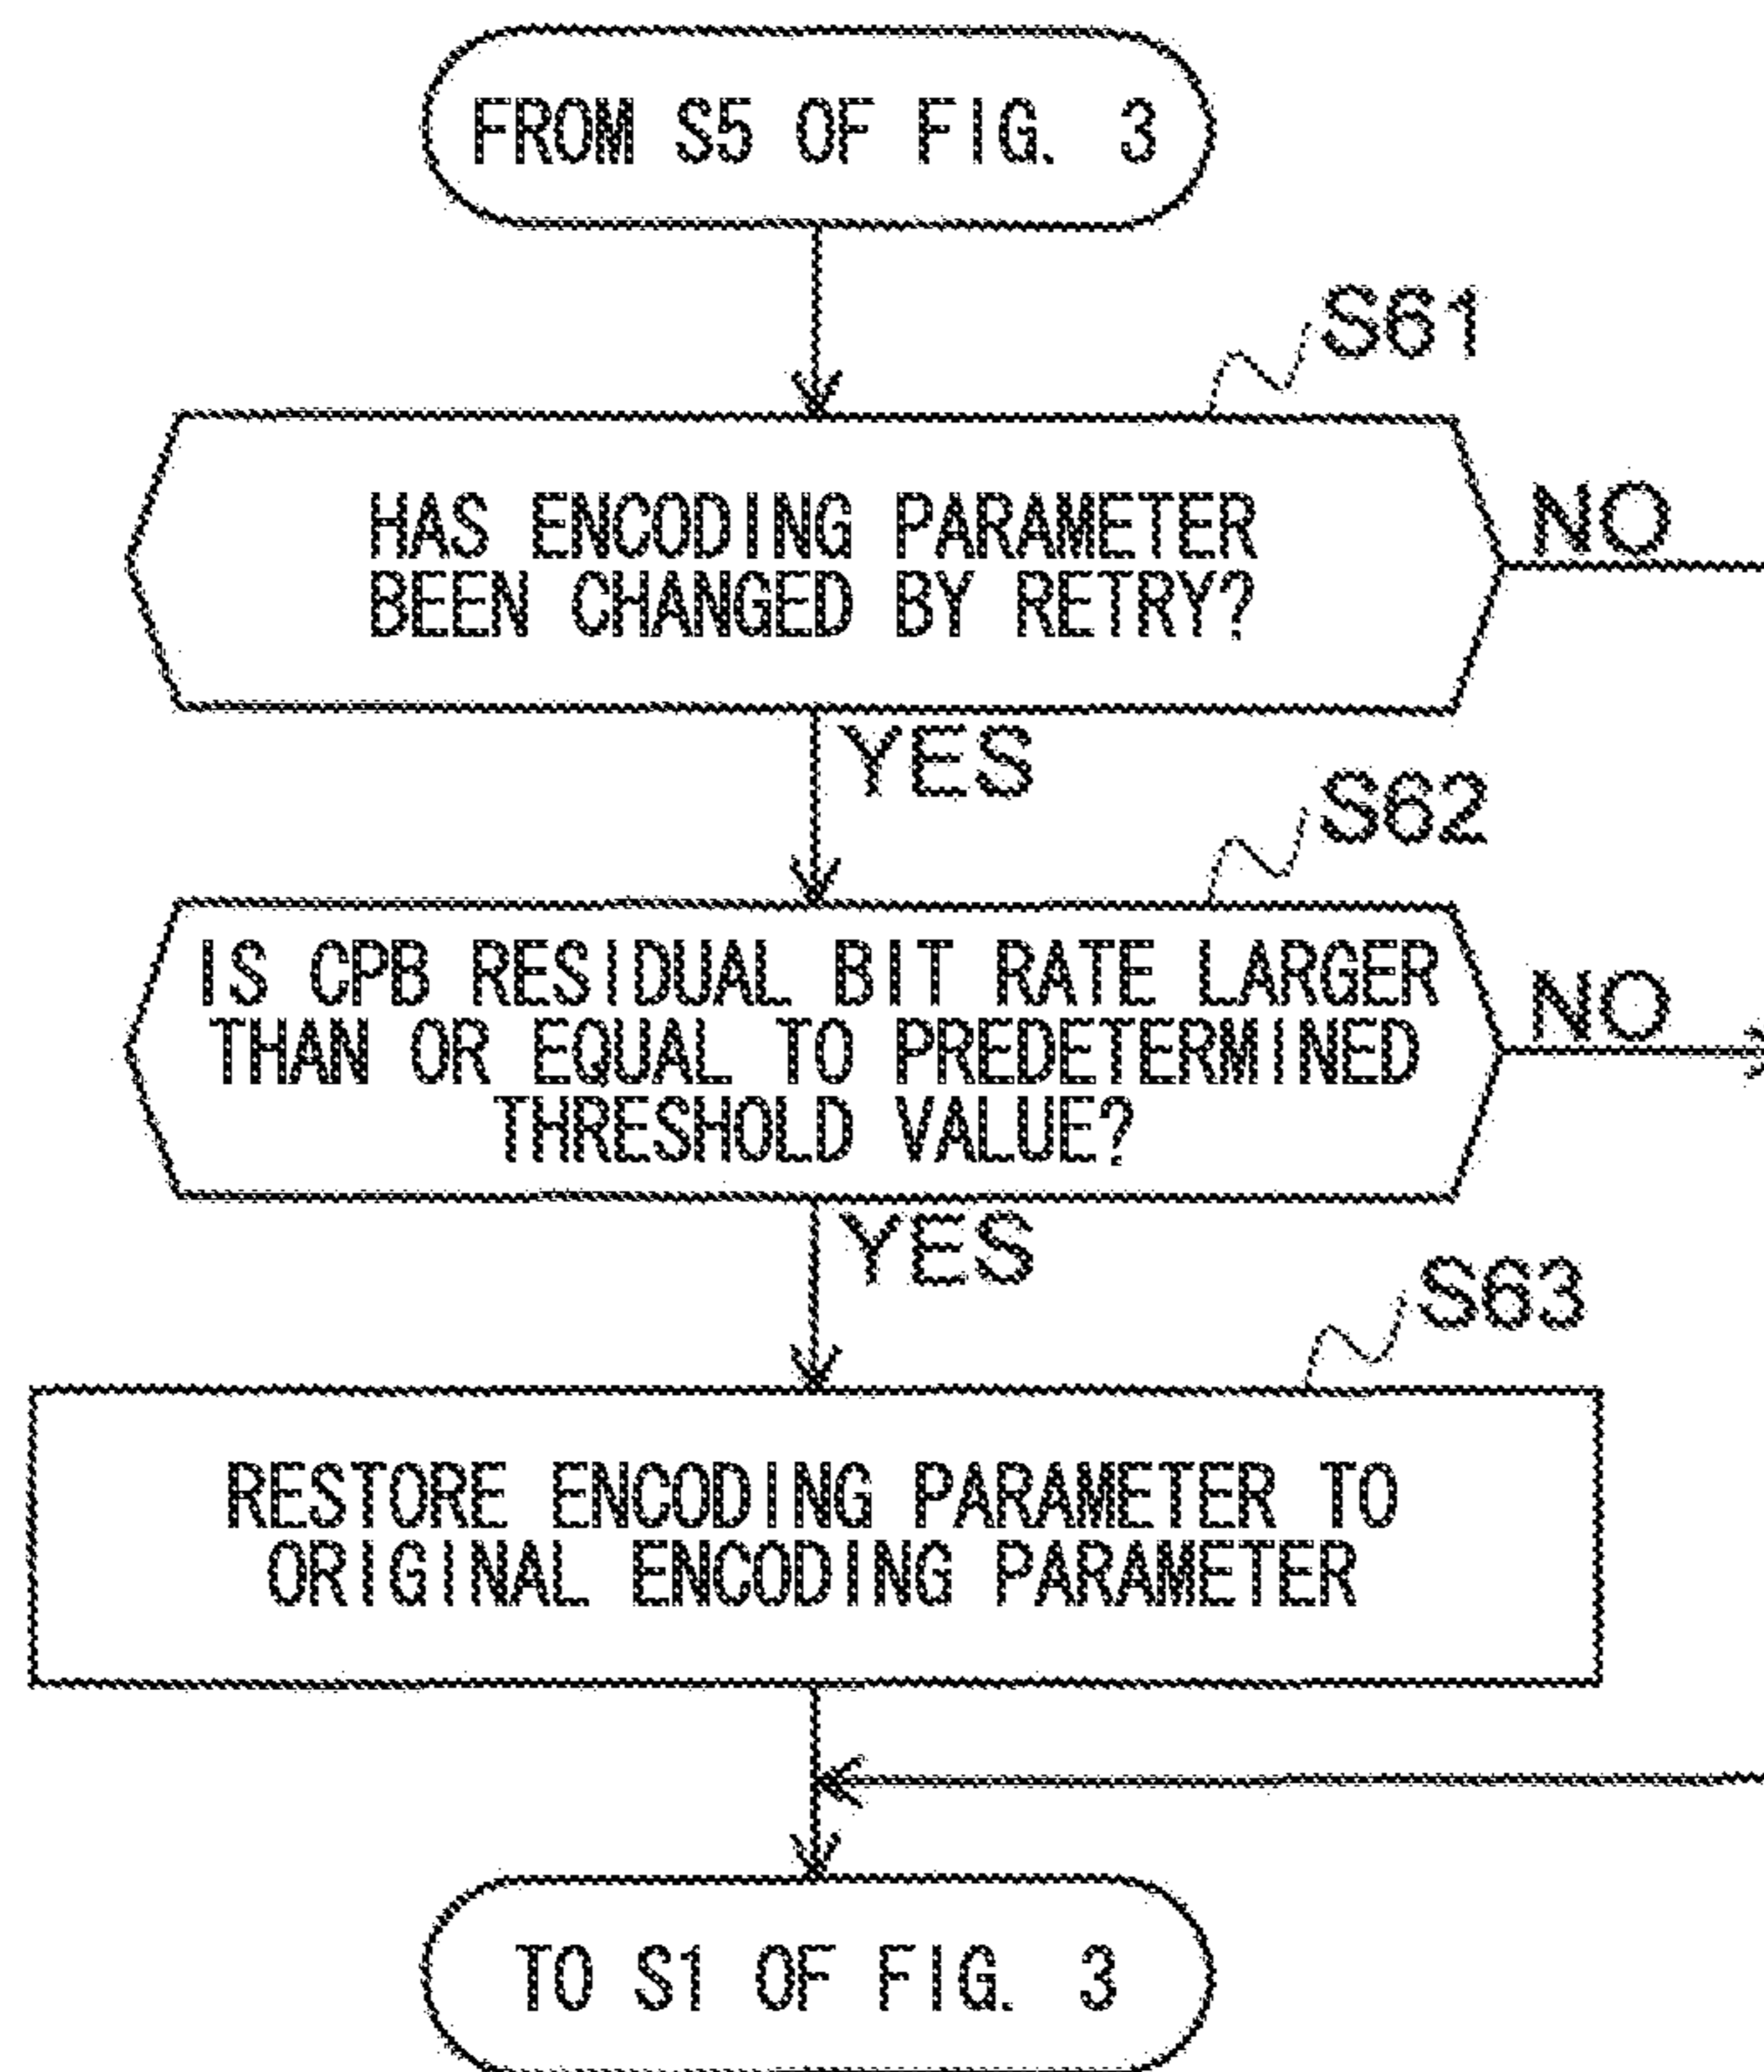 FROM S5 OF FIG. 3
S61
HAS ENCODING PARAMETER
BEEN CHANGED BY RETRY?
NO
YES
S62
IS CPB RESIDUAL BIT RATE LARGER
THAN OR EQUAL TO PREDETERMINED
THRESHOLD VALUE?
NO
YES
S63
RESTORE ENCODING PARAMETER TO
ORIGINAL ENCODING PARAMETER
TO S1 OF FIG. 3